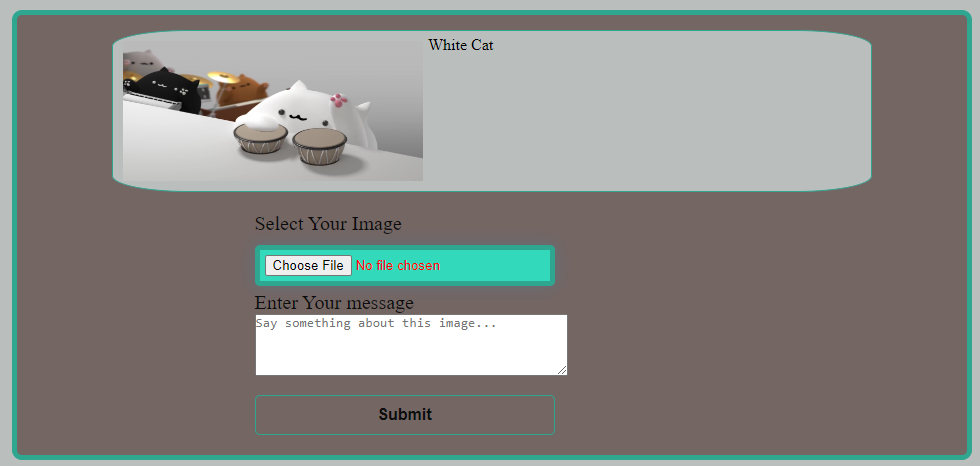 White Cat
Select Your Image
Choose File No file chosen
Enter Your message
Say something about this image...
Submit